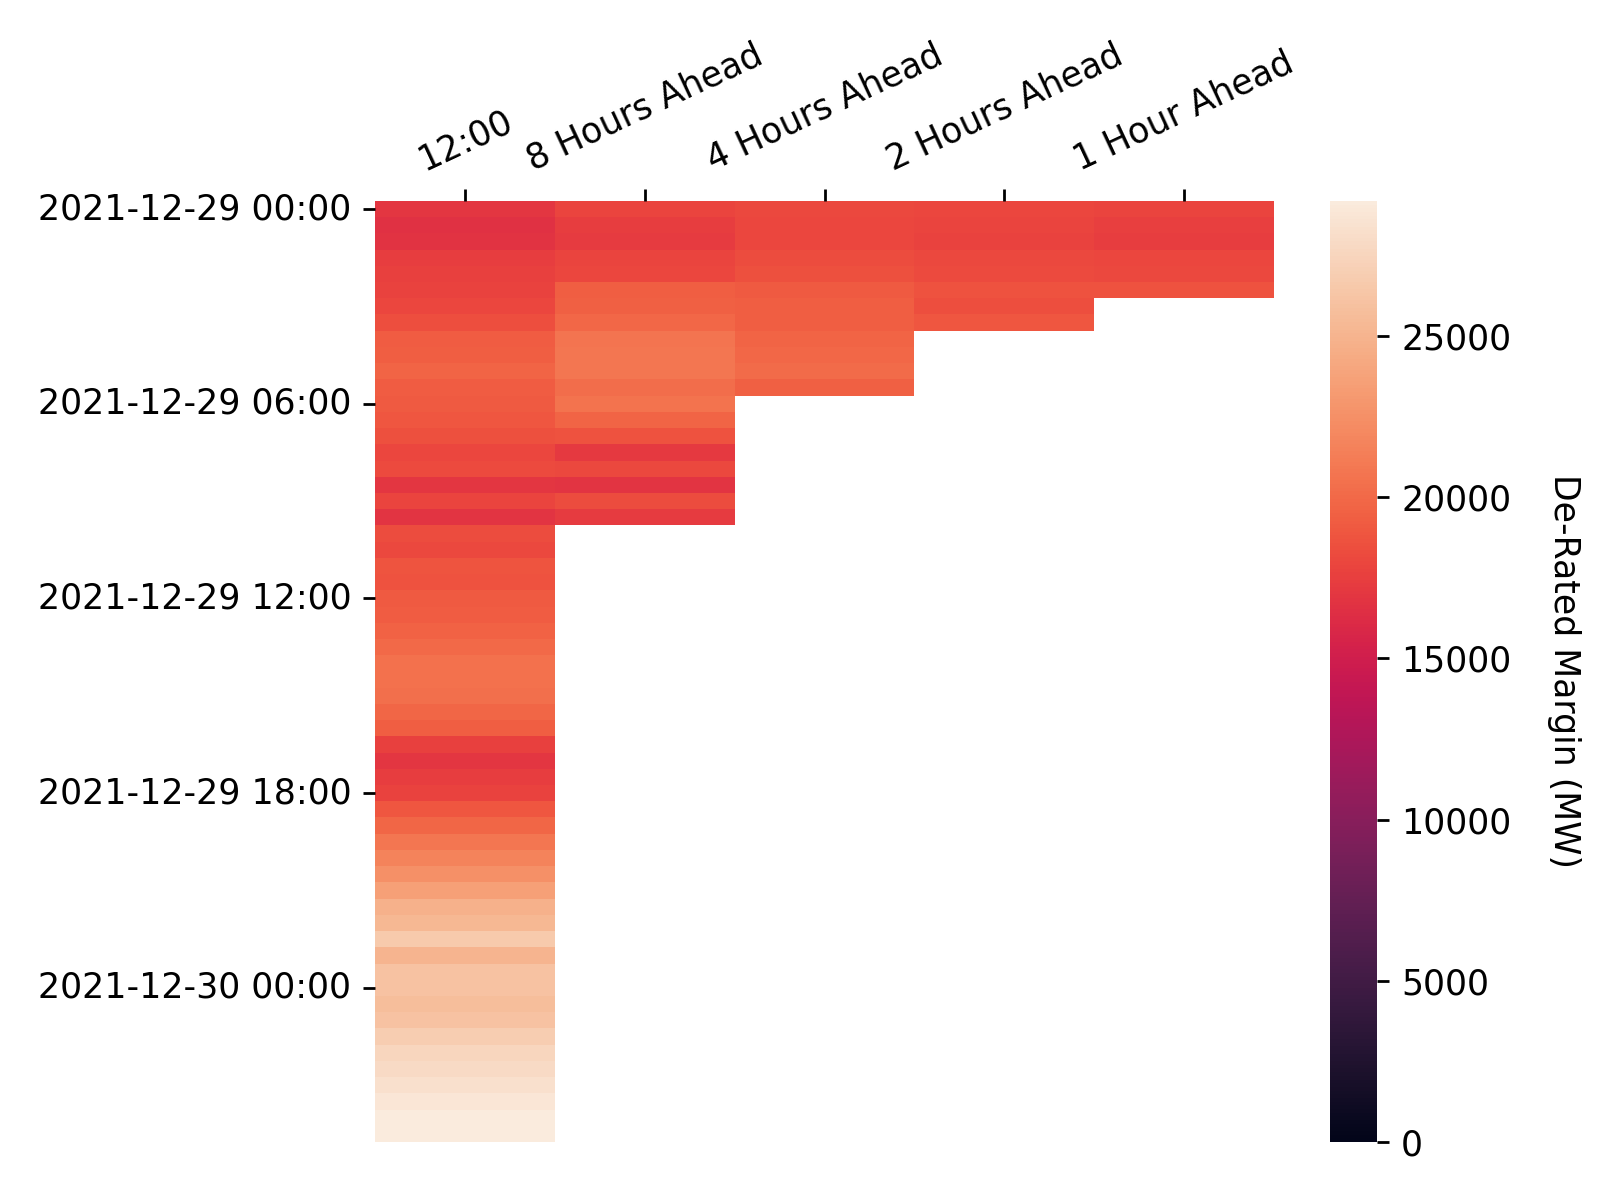 12:00
8 Hours Ahead
4 Hours Ahead
2 Hours Ahead
1 Hour Ahead
2021-12-29 00:00
2021-12-29 06:00
2021-12-29 12:00
2021-12-29 18:00
2021-12-30 00:00
25000
20000
15000
10000
5000
0
De-Rated Margin (MW)